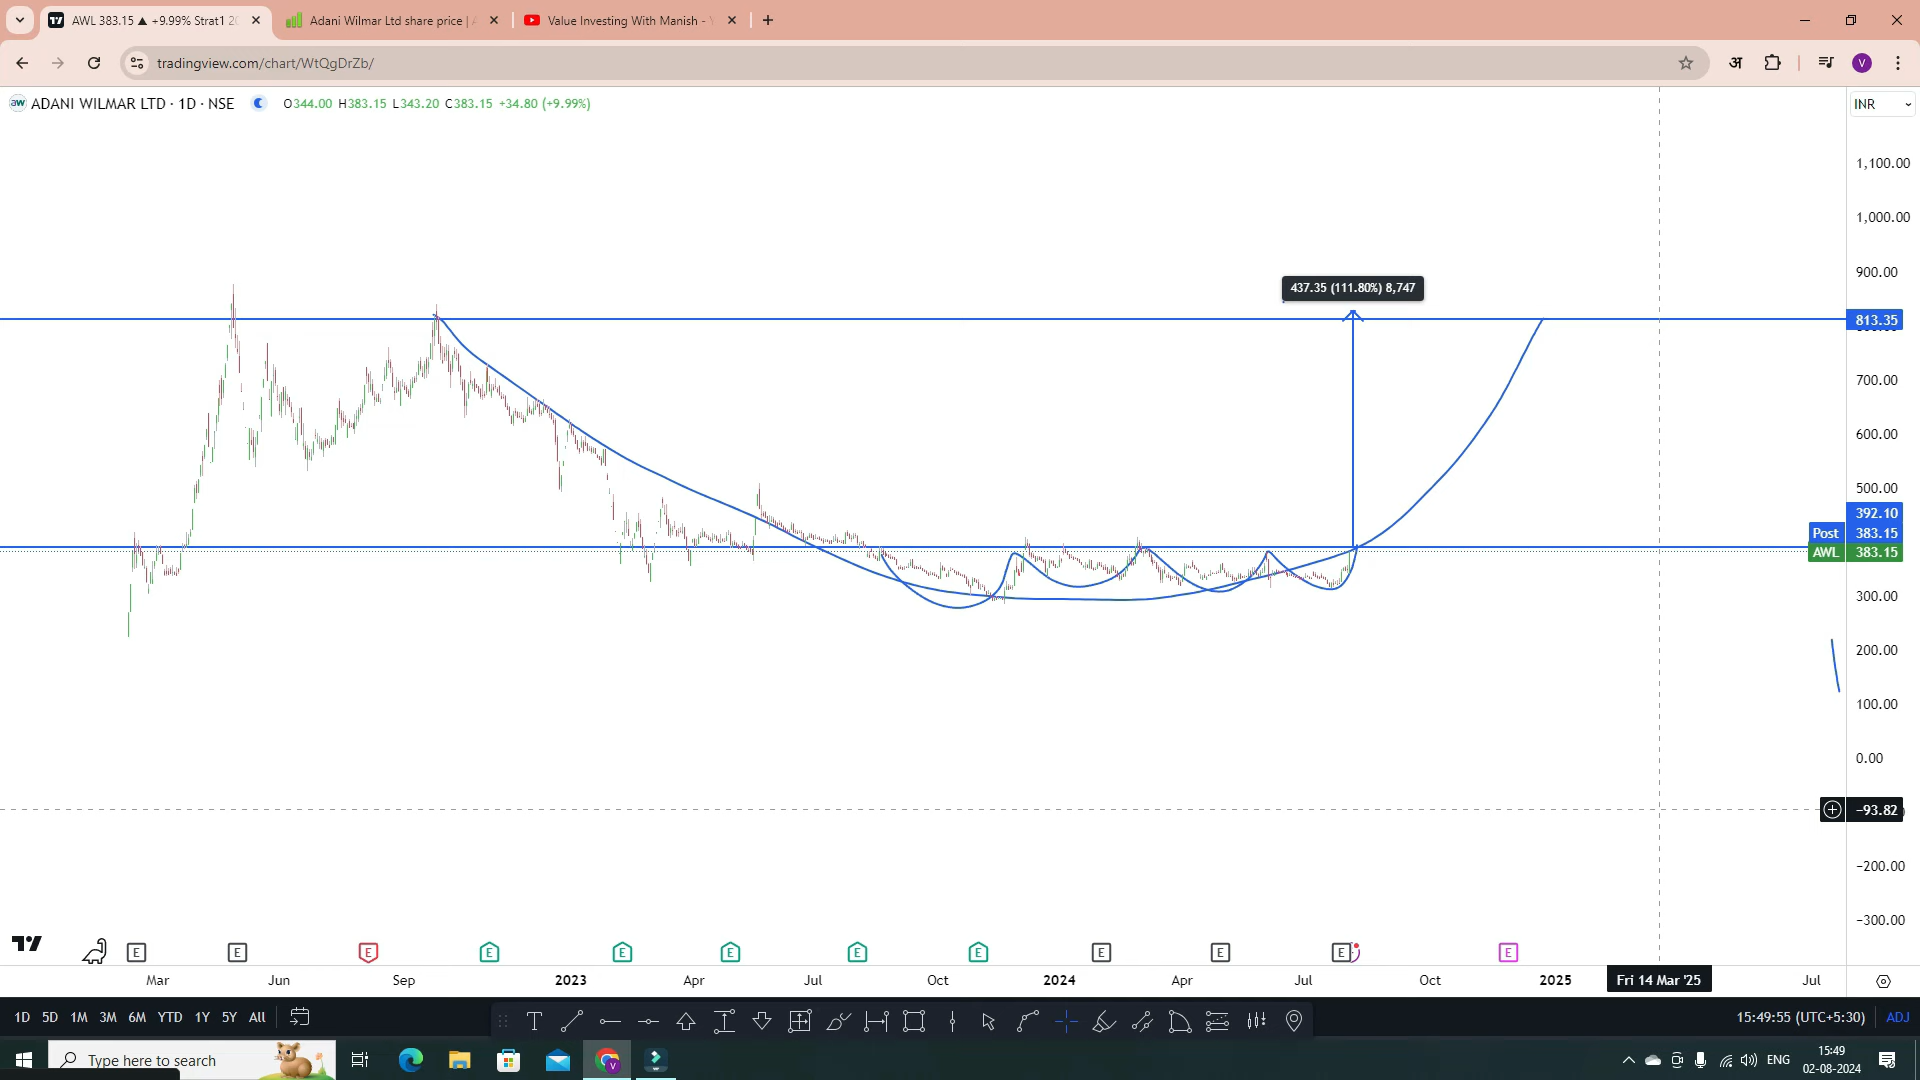 AWL 383.15 ▲ +9.99% Strat1 20
Adani Wilmar Ltd share price | A
Value Investing With Manish - Y
tradingview.com/chart/WtQgDrZb/
अ
V
aw ADANI WILMAR LTD · 1D · NSE O344.00 H383.15 L343.20 C383.15 +34.80 (+9.99%)
INR
1,100.00
1,000.00
900.00
437.35 (111.80%) 8,747
813.35
700.00
600.00
500.00
392.10
Post 383.15
AWL 383.15
300.00
200.00
100.00
0.00
−93.82
−200.00
−300.00
E E E E E E E E E E E E
Mar Jun Sep 2023 Apr Jul Oct 2024 Apr Jul Oct 2025 Fri 14 Mar '25 Jul
1D 5D 1M 3M 6M YTD 1Y 5Y All
15:49:55 (UTC+5:30) ADJ
Type here to search
ENG
15:49
02-08-2024